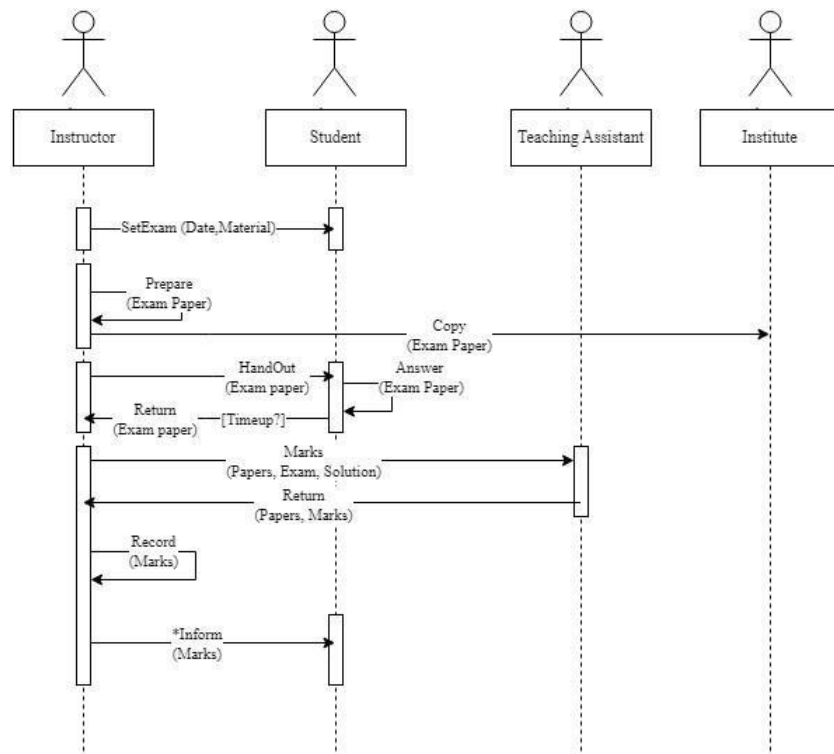 Instructor
Student
Teaching Assistant
Institute
SetExam (Date,Material)
Prepare
(Exam Paper)
Copy
(Exam Paper)
HandOut
(Exam paper)
Answer
(Exam Paper)
Return
(Exam paper)
[Timeup?]
Marks
(Papers, Exam, Solution)
Return
(Papers, Marks)
Record
(Marks)
*Inform
(Marks)